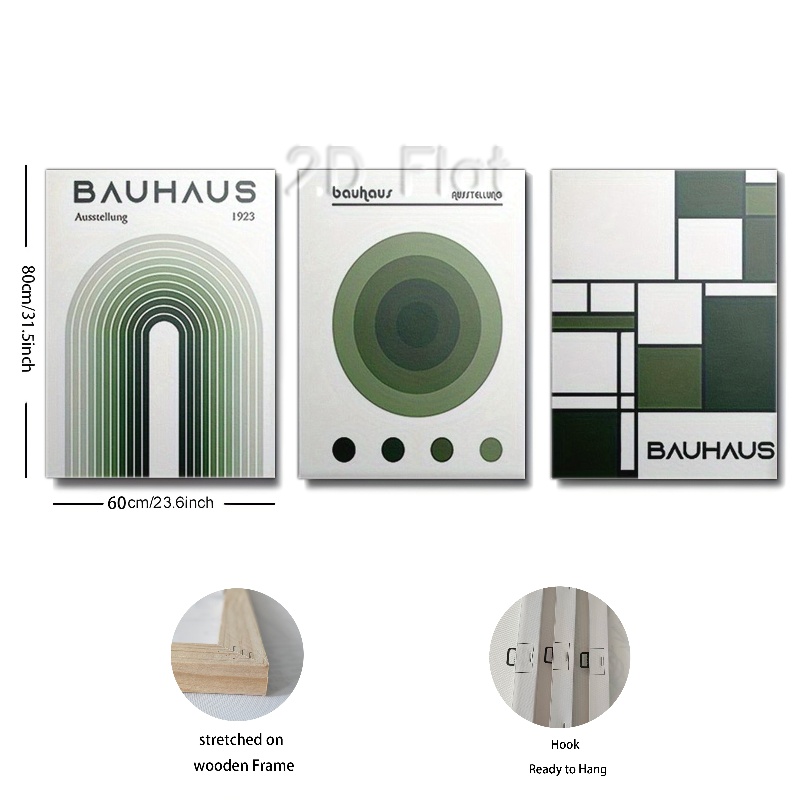 2D Flat
BAUHAUS
Ausstellung 1923
bauhaus AUSSTELLUNG
BAUHAUS
80cm/31.5inch
60cm/23.6inch
stretched on
wooden Frame
Hook
Ready to Hang